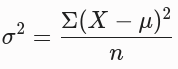 σ² = Σ(X − μ)² / n